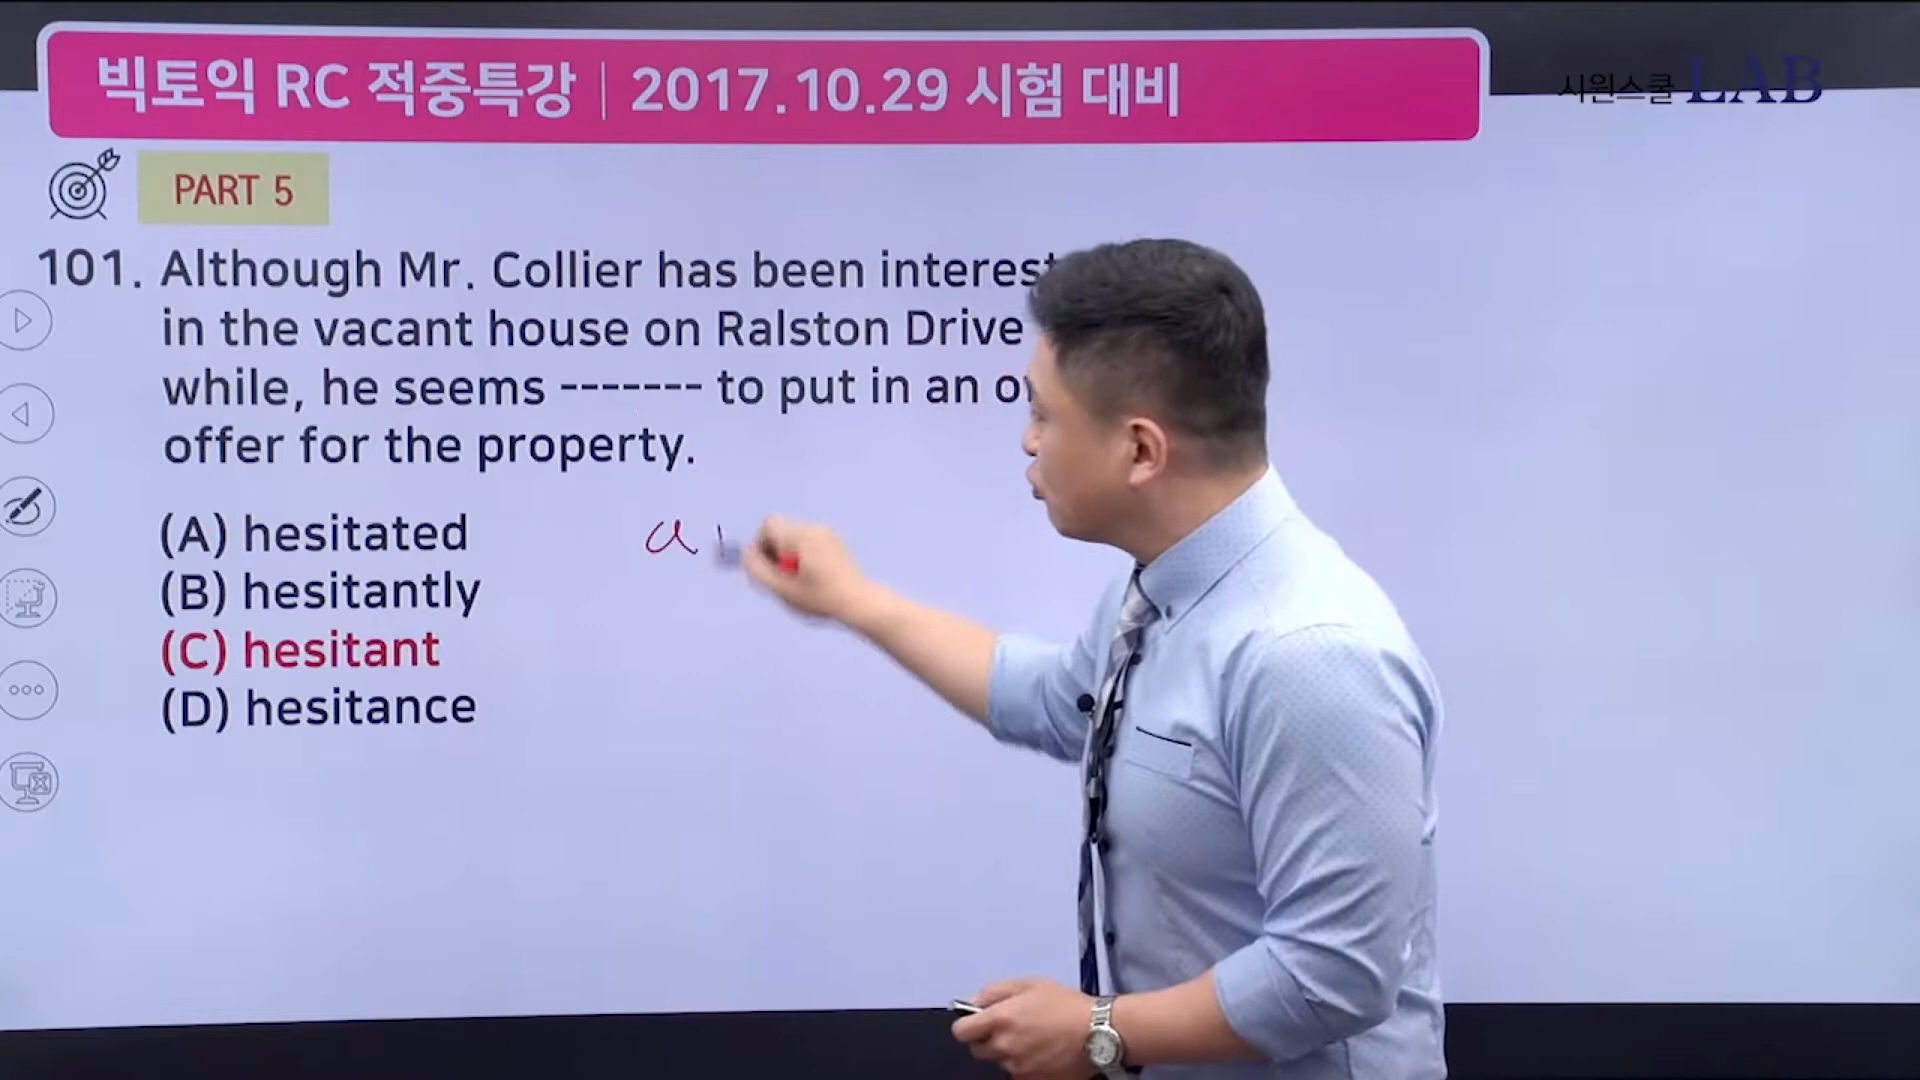 빅토익 RC 적중특강 | 2017.10.29 시험 대비
시원스쿨 LAB
PART 5
101. Although Mr. Collier has been
in the vacant house on Ralston Drive
while, he seems ------- to put in an
offer for the property.
(A) hesitated
(B) hesitantly
(C) hesitant
(D) hesitance
a